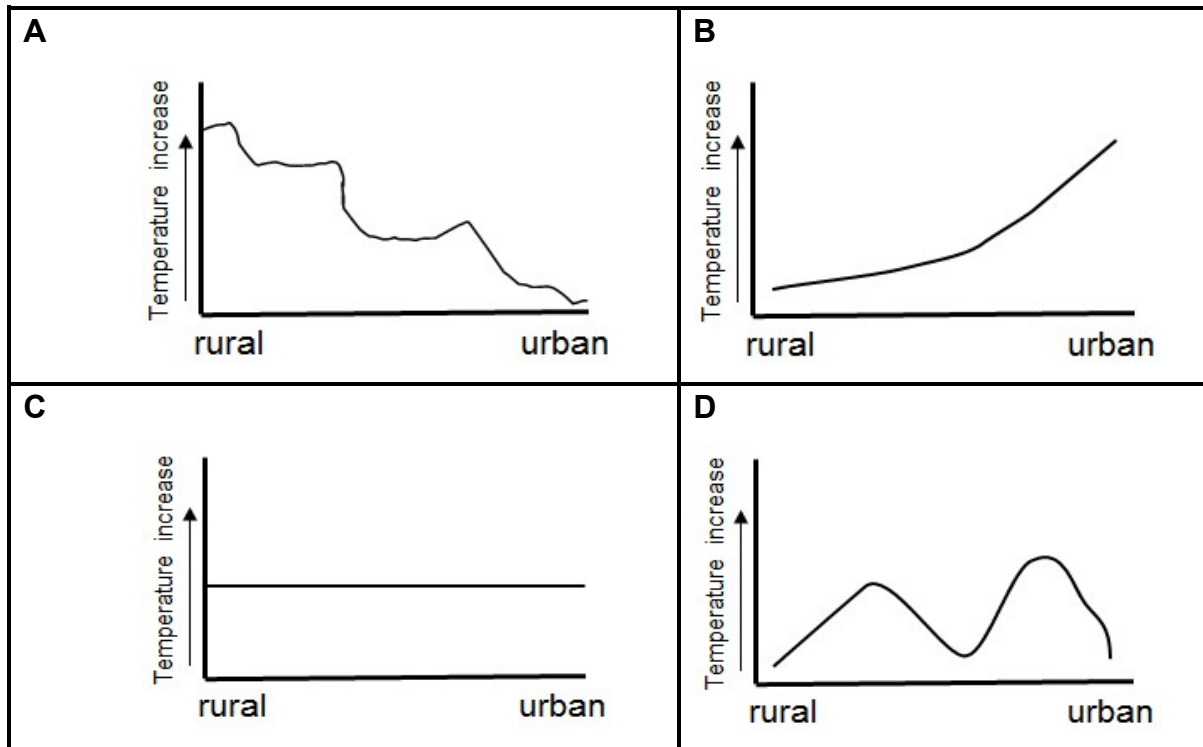 A
Temperature increase
rural urban
B
Temperature increase
rural urban
C
Temperature increase
rural urban
D
Temperature increase
rural urban